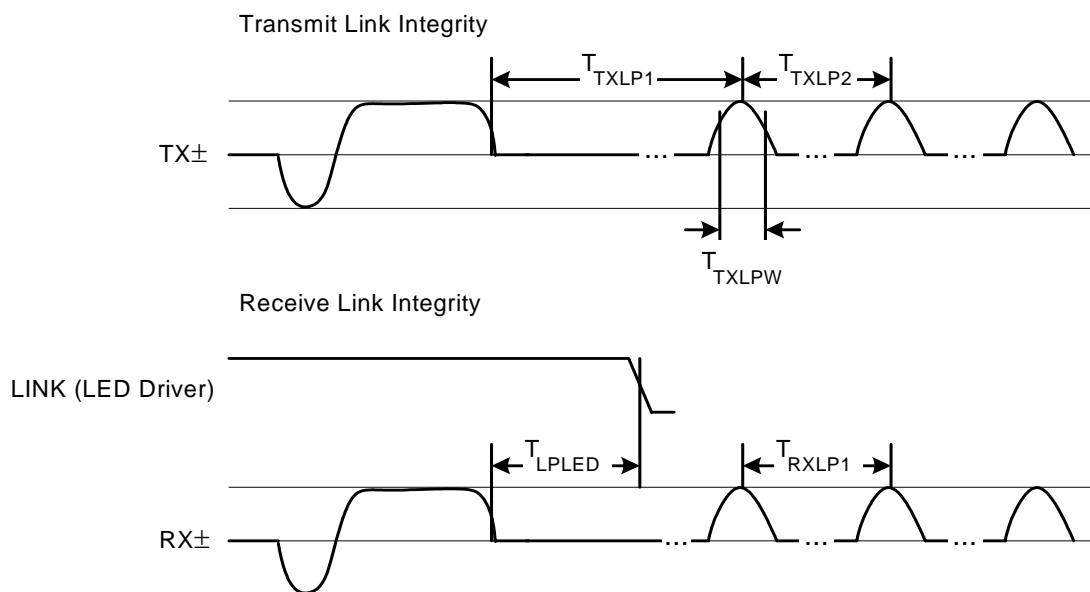 Transmit Link Integrity
TTXLP1
TTXLP2
TX±
... ... ...
TTXLPW
Receive Link Integrity
LINK (LED Driver)
TLPLED
TRXLP1
RX±
... ... ...